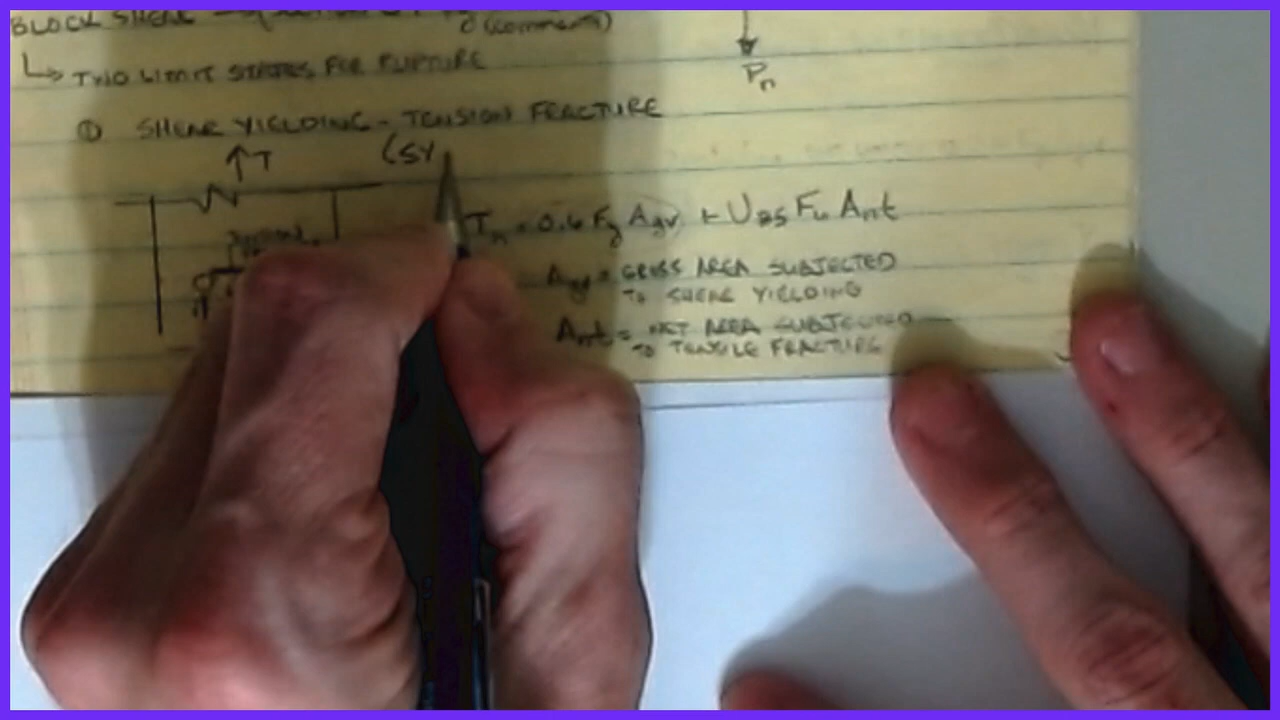 BLOCK SHEAR
(comments)
↳ TWO LIMIT STATES FOR RUPTURE
Pn
① SHEAR YIELDING - TENSION FRACTURE
(SY
↑T
Tn = 0.6 Fy Agv + Ubs Fu Ant
Agv = GROSS AREA SUBJECTED
TO SHEAR YIELDING
Ant = NET AREA SUBJECTED
TO TENSILE FRACTURE